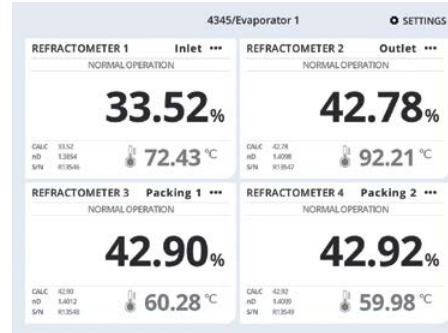 4345/Evaporator 1 SETTINGS
REFRACTOMETER 1 Inlet •••
NORMAL OPERATION
33.52%
CALC 33.52
nD 1.3854
S/N R13546
72.43 °C
REFRACTOMETER 2 Outlet •••
NORMAL OPERATION
42.78%
CALC 42.78
nD 1.4098
S/N R13547
92.21 °C
REFRACTOMETER 3 Packing 1 •••
NORMAL OPERATION
42.90%
CALC 42.90
nD 1.4012
S/N R13548
60.28 °C
REFRACTOMETER 4 Packing 2 •••
NORMAL OPERATION
42.92%
CALC 42.92
nD 1.4009
S/N R13549
59.98 °C